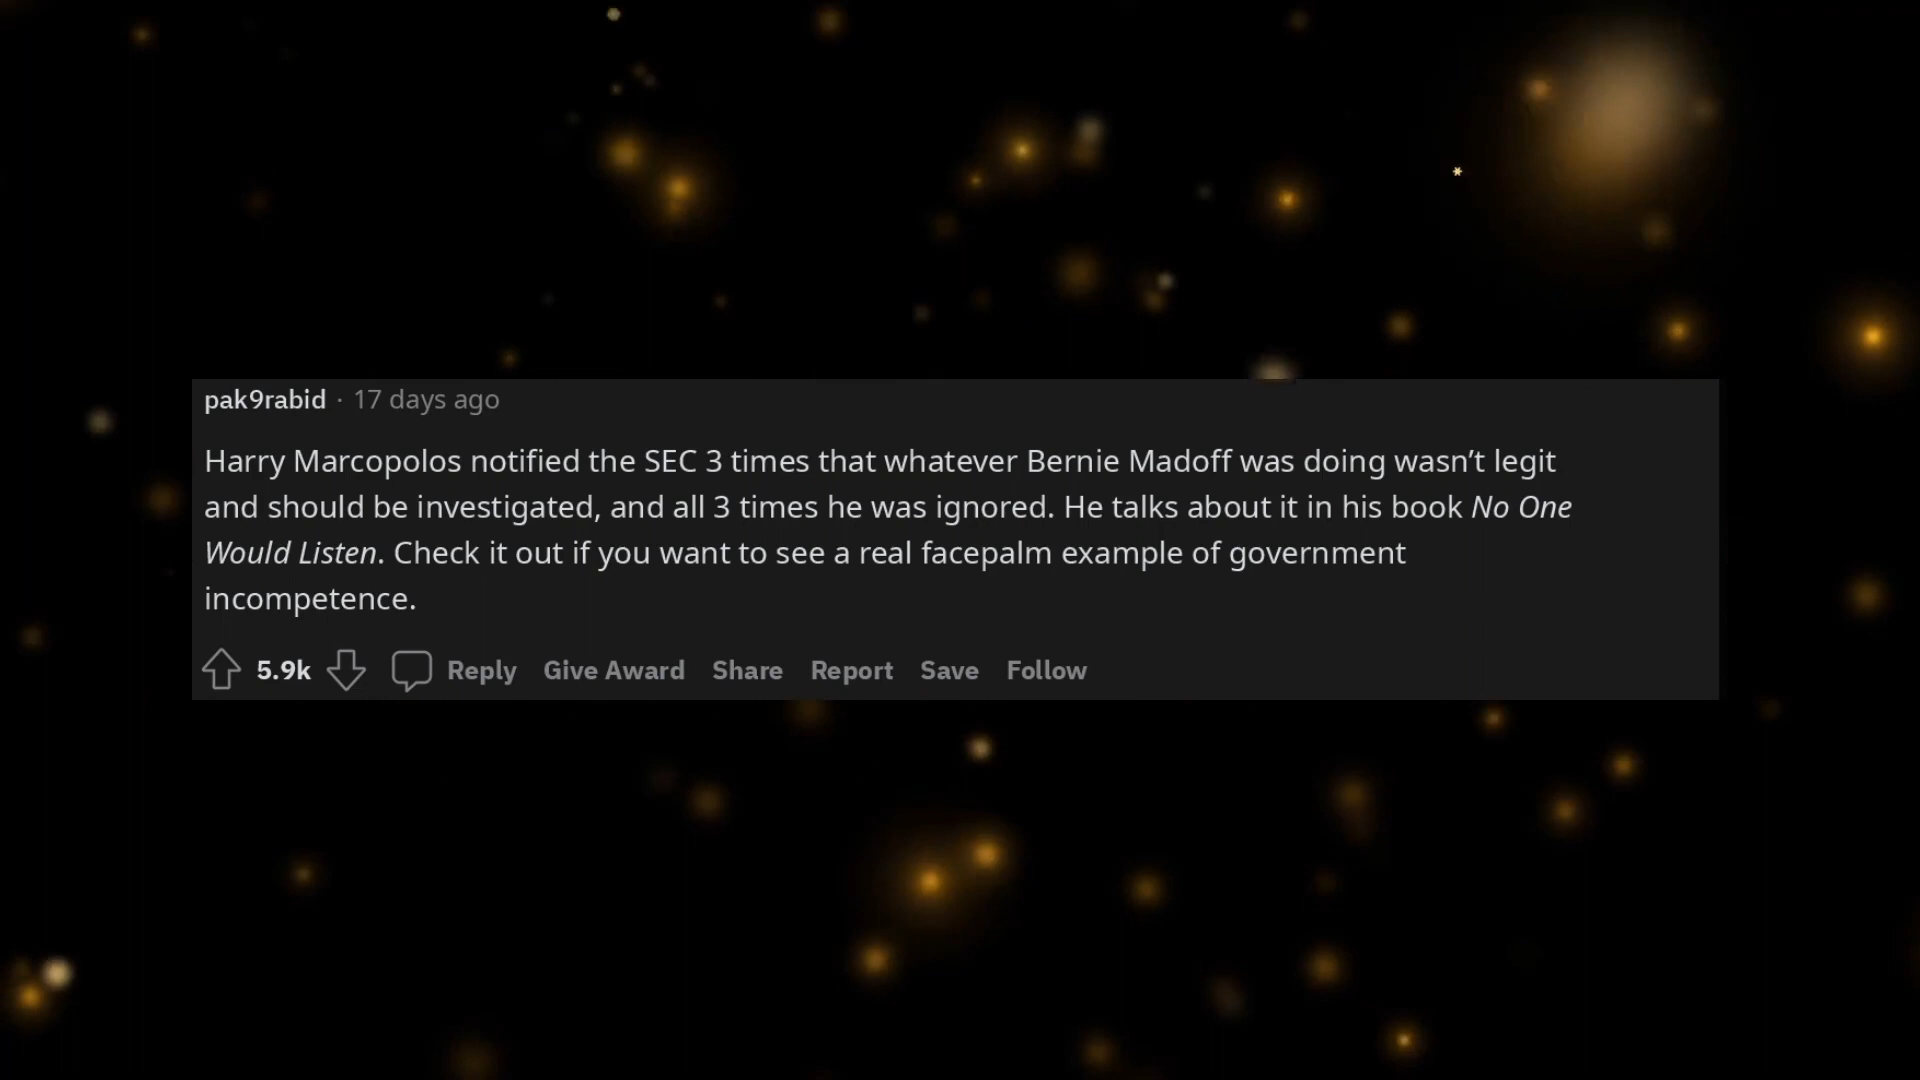 pak9rabid · 17 days ago
Harry Marcopolos notified the SEC 3 times that whatever Bernie Madoff was doing wasn’t legit
and should be investigated, and all 3 times he was ignored. He talks about it in his book No One
Would Listen. Check it out if you want to see a real facepalm example of government
incompetence.
5.9k Reply Give Award Share Report Save Follow